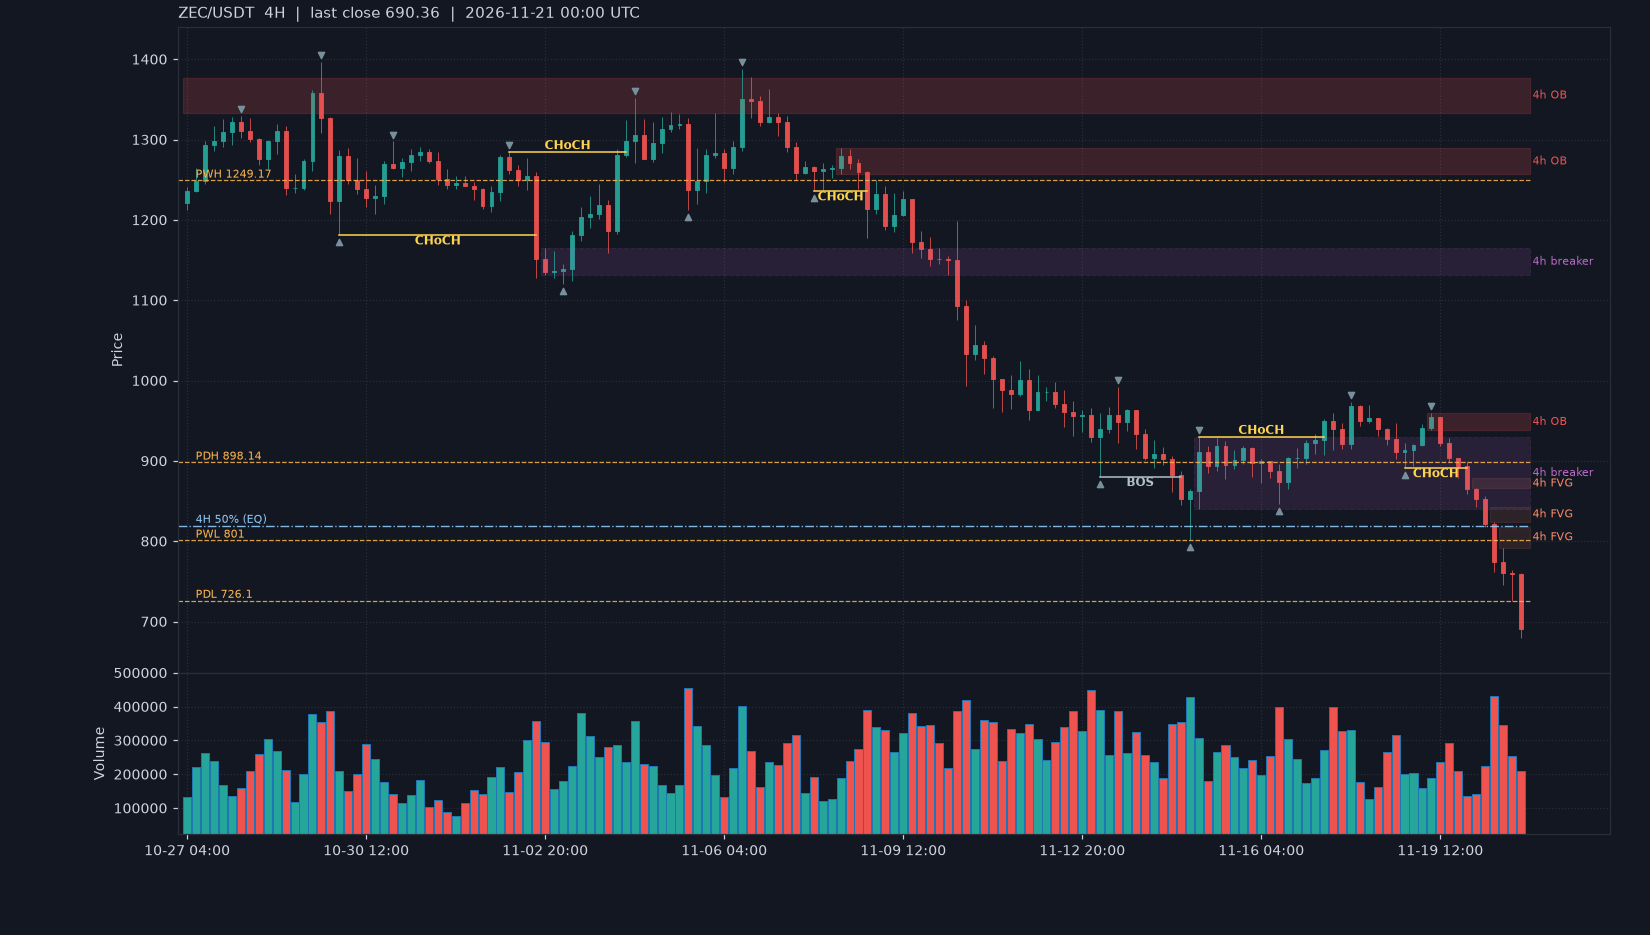 ZEC/USDT 4H | last close 690.36 | 2026-11-21 00:00 UTC
1400
4h OB
1300
CHoCH
4h OB
PWH 1249.17
CHoCH
1200
CHoCH
4h breaker
1100
Price
1000
4h OB
CHoCH
900
PDH 898.14
CHoCH
4h breaker
BOS
4h FVG
4H 50% (EQ)
4h FVG
PWL 801
4h FVG
800
PDL 726.1
700
500000
400000
300000
Volume
200000
100000
10-27 04:00
10-30 12:00
11-02 20:00
11-06 04:00
11-09 12:00
11-12 20:00
11-16 04:00
11-19 12:00